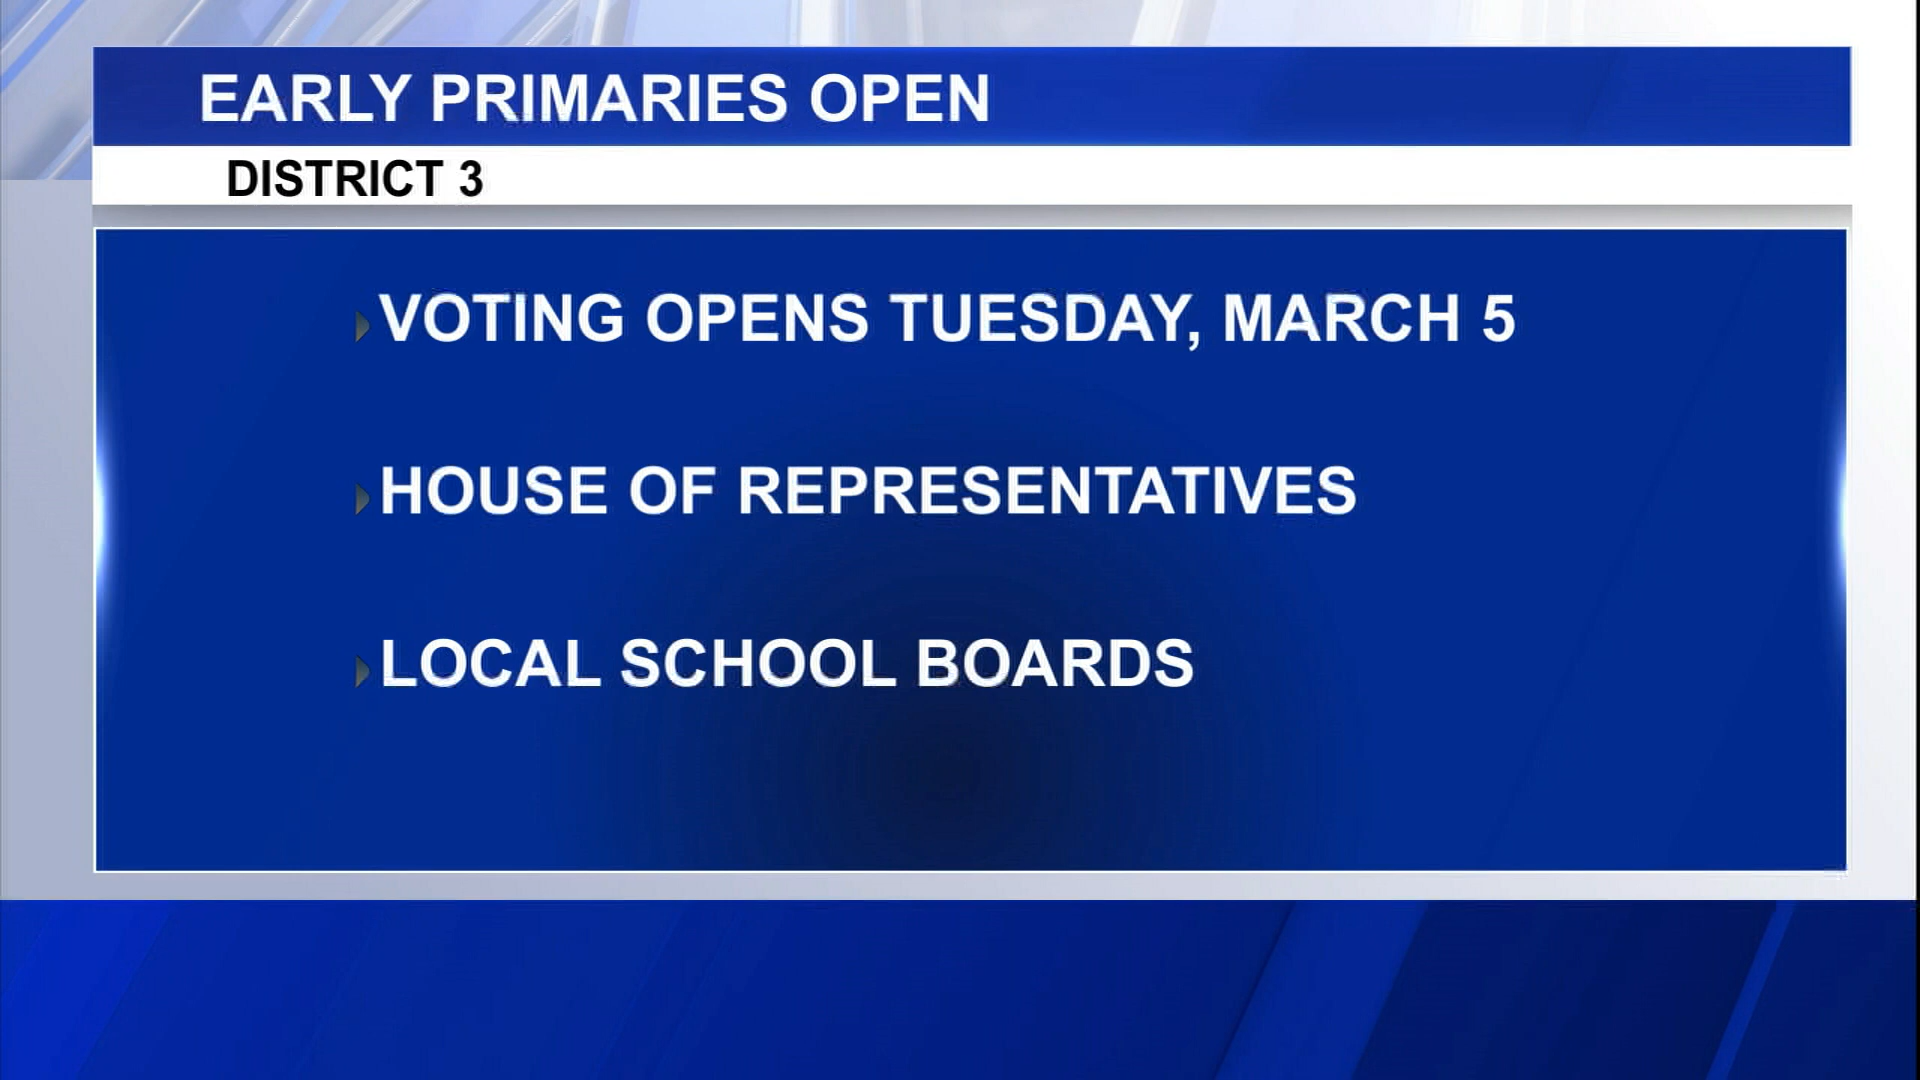 EARLY PRIMARIES OPEN
DISTRICT 3
VOTING OPENS TUESDAY, MARCH 5
HOUSE OF REPRESENTATIVES
LOCAL SCHOOL BOARDS